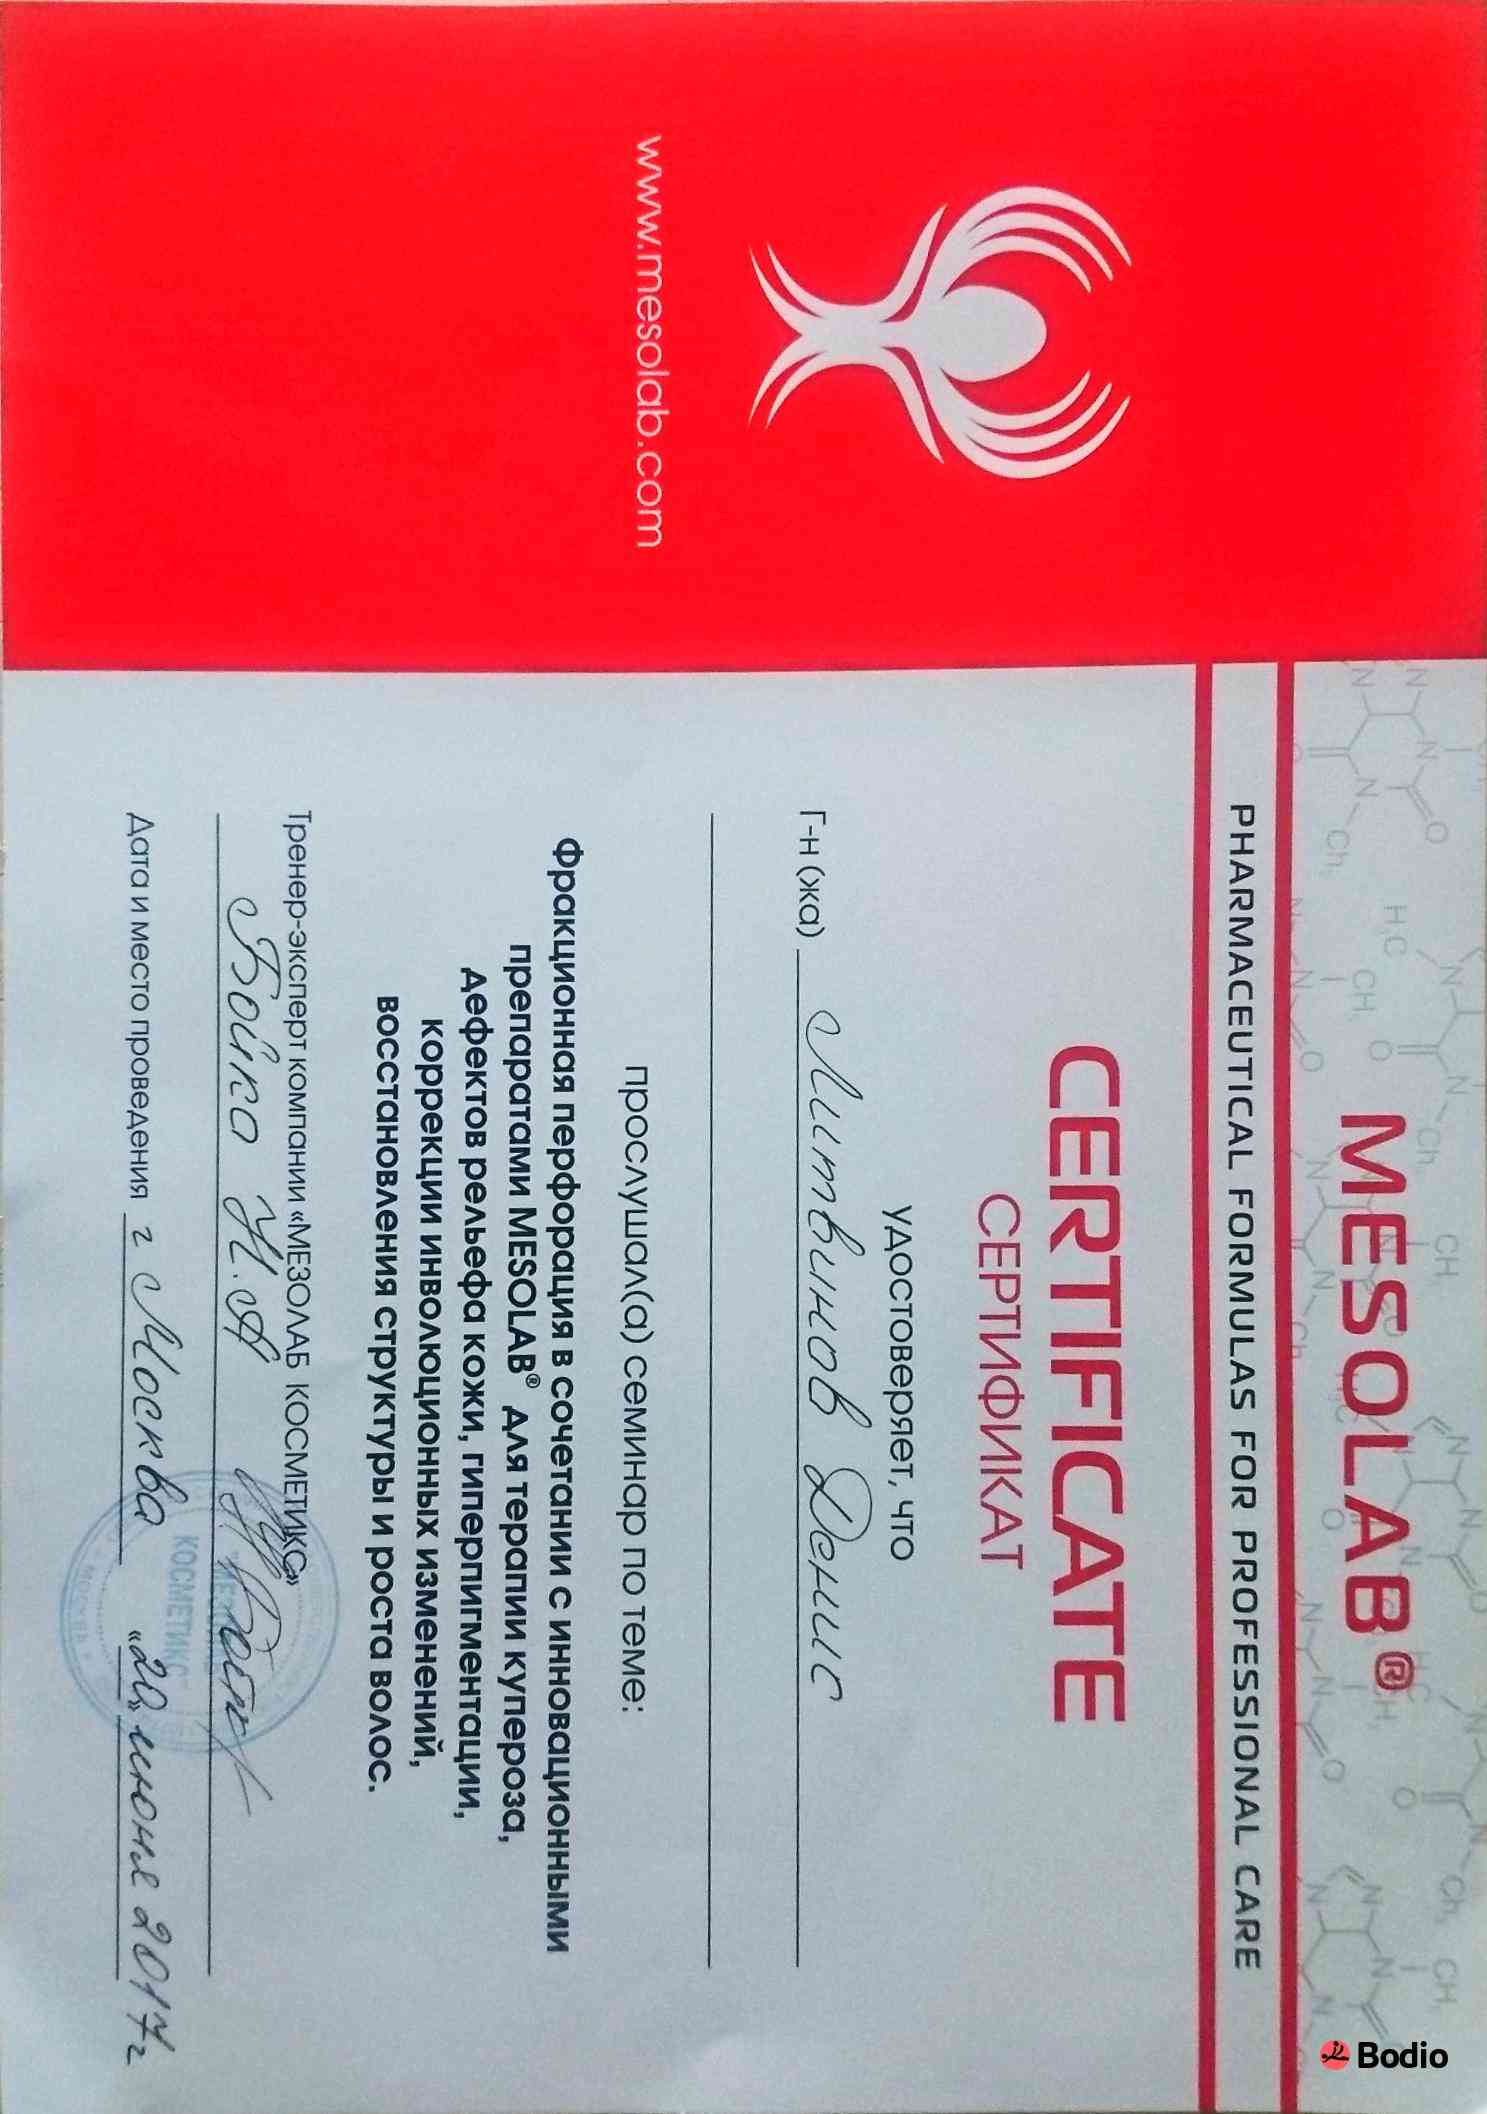 www.mesolab.com
MESOLAB®
PHARMACEUTICAL FORMULAS FOR PROFESSIONAL CARE
CERTIFICATE
СЕРТИФИКАТ
удостоверяет, что
Г-н (жа) Литвинов Денис
прослушал(а) семинар по теме:
Фракционная перфорация в сочетании с инновационными
препаратами MESOLAB® для терапии купероза,
дефектов рельефа кожи, гиперпигментации,
коррекции инволюционных изменений,
восстановления структуры и роста волос.
Тренер-эксперт компании «МЕЗОЛАБ КОСМЕТИКС»
Бойко Н.А
Дата и место проведения г Москва «20» июня 2017г
КОСМЕТИКС"
Bodio